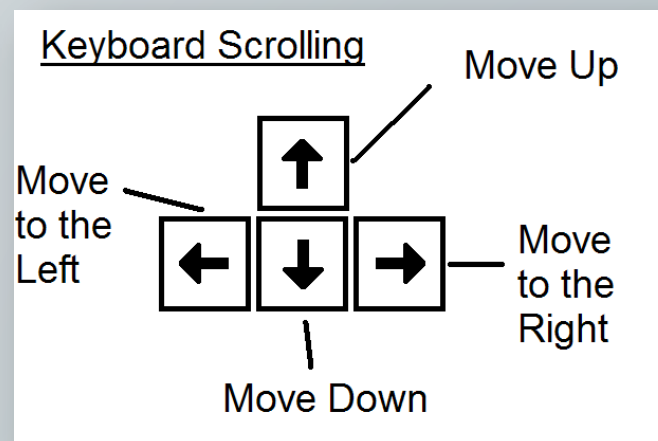 Keyboard Scrolling
Move Up
Move
to the
Left
Move
to the
Right
Move Down